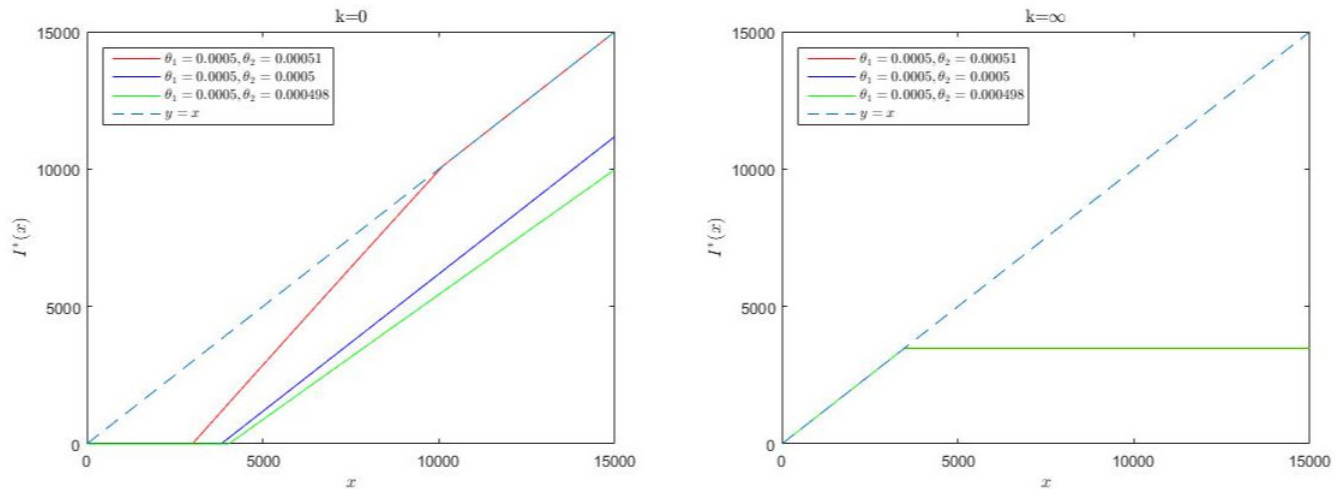 k=0
15000
10000
5000
0
I*(x)
θ₁ = 0.0005, θ₂ = 0.00051
θ₁ = 0.0005, θ₂ = 0.0005
θ₁ = 0.0005, θ₂ = 0.000498
y = x
0 5000 10000 15000
x
k=∞
15000
10000
5000
0
I*(x)
θ₁ = 0.0005, θ₂ = 0.00051
θ₁ = 0.0005, θ₂ = 0.0005
θ₁ = 0.0005, θ₂ = 0.000498
y = x
0 5000 10000 15000
x